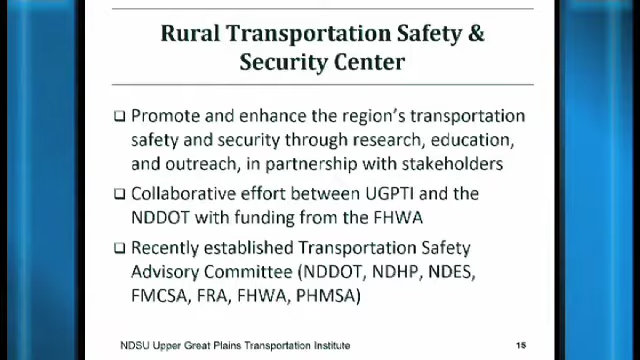 Rural Transportation Safety &
Security Center
❑ Promote and enhance the region's transportation
safety and security through research, education,
and outreach, in partnership with stakeholders
❑ Collaborative effort between UGPTI and the
NDDOT with funding from the FHWA
❑ Recently established Transportation Safety
Advisory Committee (NDDOT, NDHP, NDES,
FMCSA, FRA, FHWA, PHMSA)
NDSU Upper Great Plains Transportation Institute 15